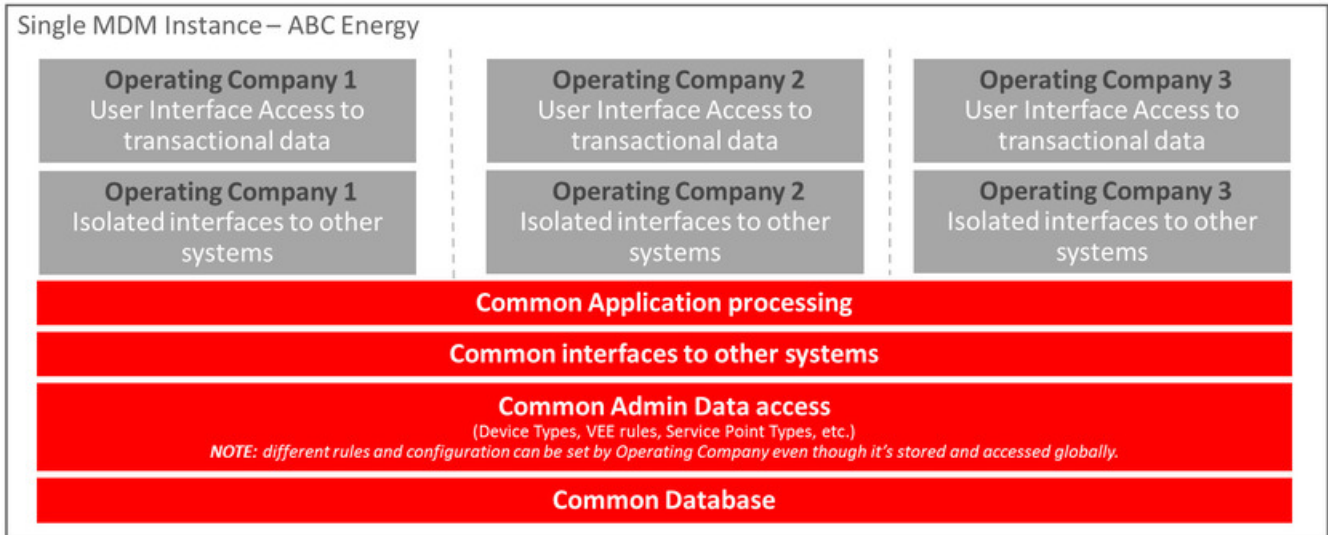 Single MDM Instance – ABC Energy
Operating Company 1
User Interface Access to
transactional data
Operating Company 2
User Interface Access to
transactional data
Operating Company 3
User Interface Access to
transactional data
Operating Company 1
Isolated interfaces to other
systems
Operating Company 2
Isolated interfaces to other
systems
Operating Company 3
Isolated interfaces to other
systems
Common Application processing
Common interfaces to other systems
Common Admin Data access
(Device Types, VEE rules, Service Point Types, etc.)
NOTE: different rules and configuration can be set by Operating Company even though it's stored and accessed globally.
Common Database